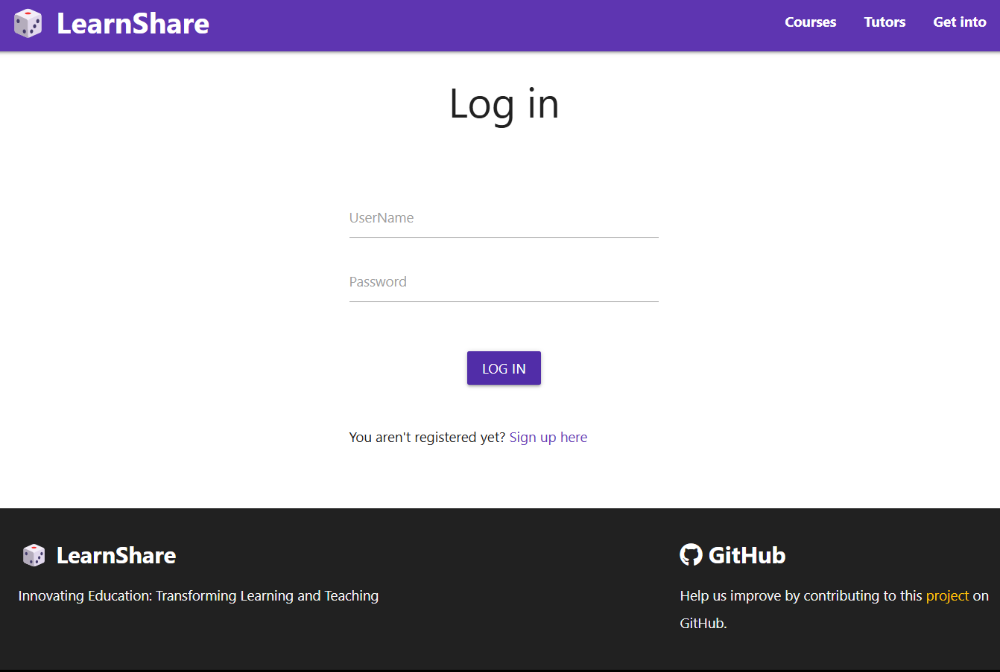 LearnShare
Courses Tutors Get into
Log in
UserName
Password
LOG IN
You aren't registered yet? Sign up here
LearnShare
Innovating Education: Transforming Learning and Teaching
GitHub
Help us improve by contributing to this project on
GitHub.